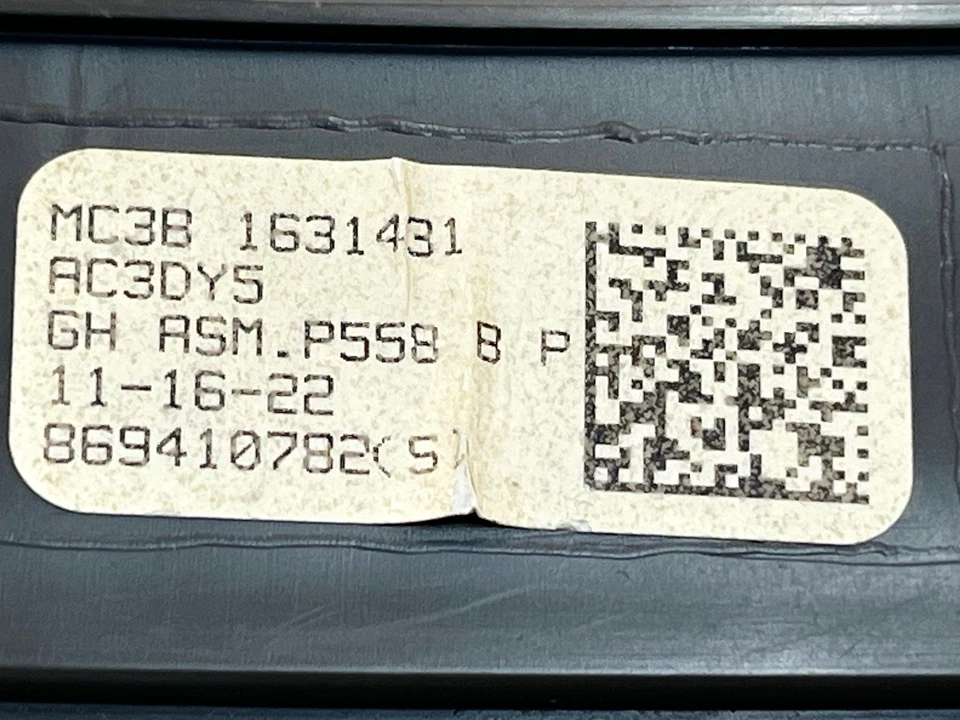 MC3B 1631431
AC3DY5
GH ASM.P558 B P
11-16-22
869410782(S)